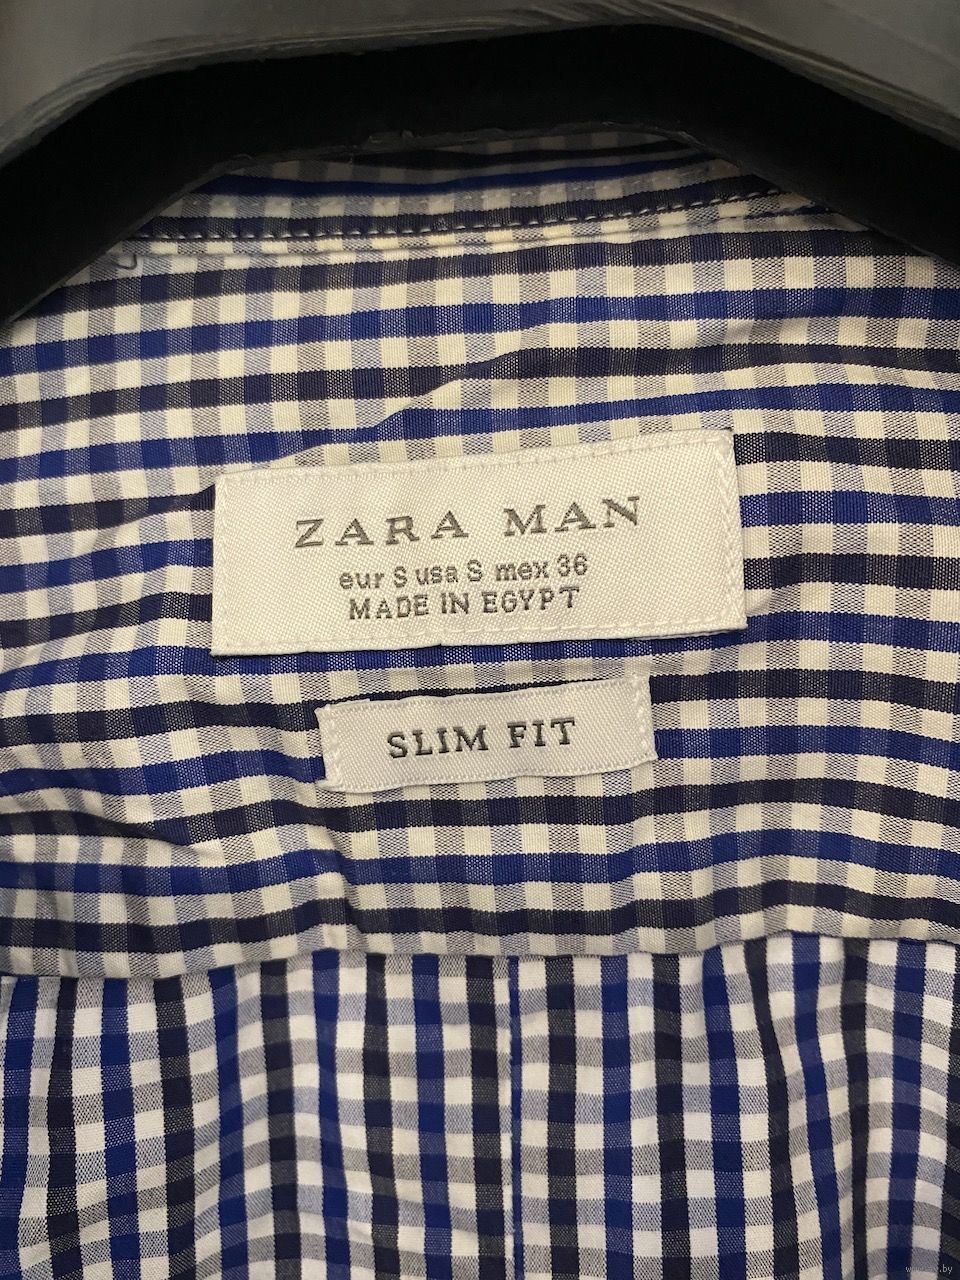 ZARA MAN
eur S usa S mex 36
MADE IN EGYPT
SLIM FIT